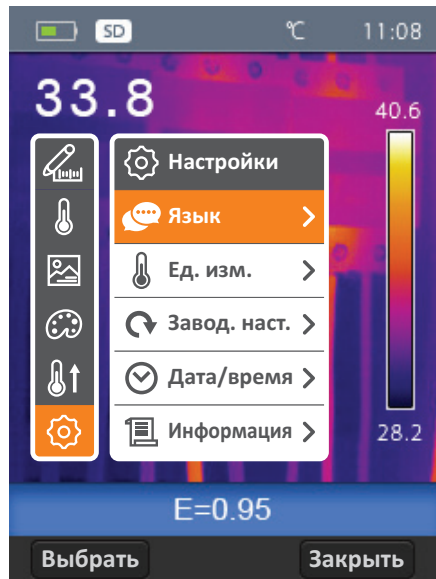 SD ℃ 11:08
33.8
40.6
Настройки
Язык
Ед. изм.
Завод. наст.
Дата/время
Информация
28.2
E=0.95
Выбрать Закрыть